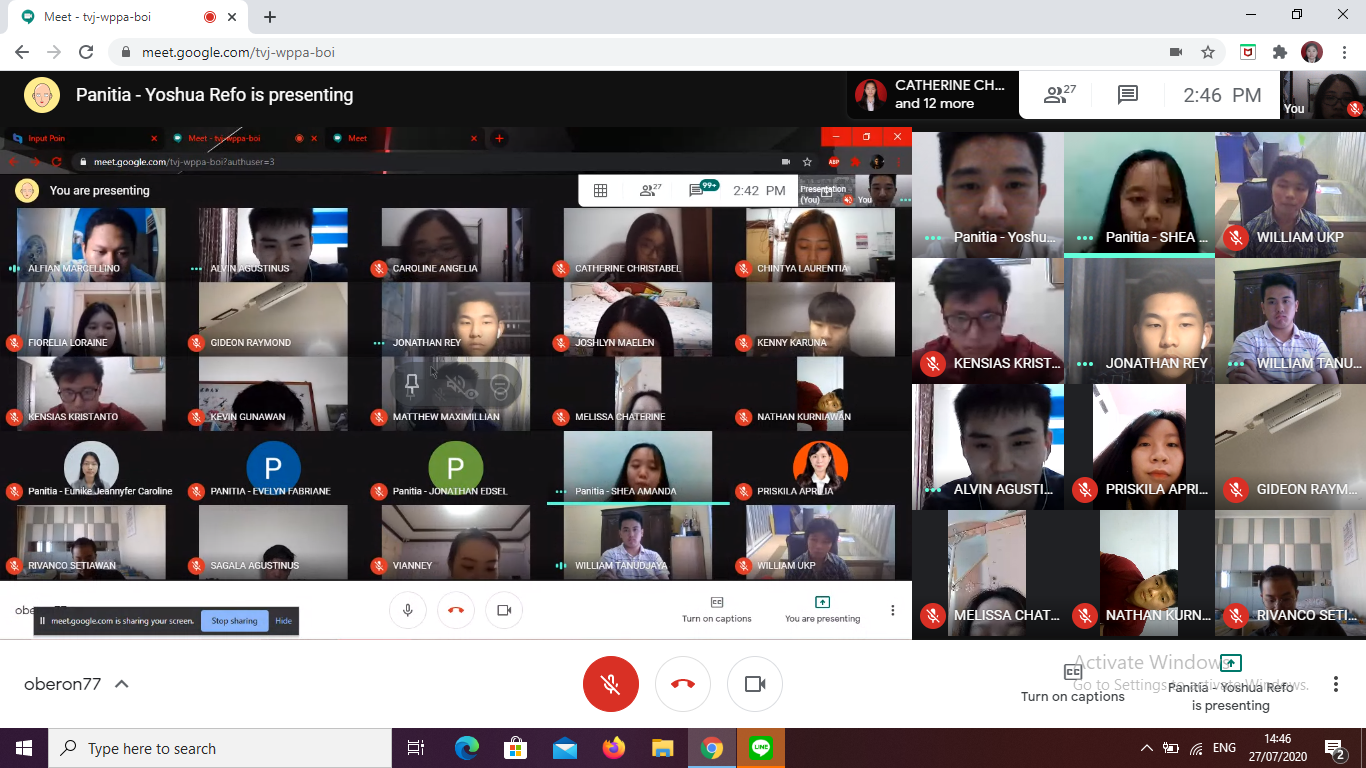 Meet - tvj-wppa-boi
meet.google.com/tvj-wppa-boi
Panitia - Yoshua Refo is presenting
CATHERINE CH...
and 12 more
27
2:46 PM
You
Input Poin
Meet - tvj-wppa-boi
Meet
meet.google.com/tvj-wppa-boi?authuser=3
ABP
You are presenting
27
99+
2:42 PM
Presentation
(You)
You
ALFIAN MARCELLINO
ALVIN AGUSTINUS
CAROLINE ANGELIA
CATHERINE CHRISTABEL
CHINTYA LAURENTIA
FIORELIA LORAINE
GIDEON RAYMOND
JONATHAN REY
JOSHLYN MAELEN
KENNY KARUNA
KENSIAS KRISTANTO
KEVIN GUNAWAN
MATTHEW MAXIMILLIAN
MELISSA CHATERINE
NATHAN KURNIAWAN
P
P
Panitia - Eunike Jeannyfer Caroline
PANITIA - EVELYN FABRIANE
Panitia - JONATHAN EDSEL
Panitia - SHEA AMANDA
PRISKILA APRILIA
RIVANCO SETIAWAN
SAGALA AGUSTINUS
VIANNEY
WILLIAM TANUDJAYA
WILLIAM UKP
meet.google.com is sharing your screen.
Stop sharing
Hide
Turn on captions
You are presenting
Panitia - Yoshu...
Panitia - SHEA ...
WILLIAM UKP
KENSIAS KRIST...
JONATHAN REY
WILLIAM TANU...
ALVIN AGUSTI...
PRISKILA APRI...
GIDEON RAYM...
MELISSA CHAT...
NATHAN KURN...
RIVANCO SETI...
oberon77
Turn on captions
Panitia - Yoshua Refo
is presenting
Activate Windows
Go to Settings to activate Windows.
Type here to search
LINE
ENG
14:46
27/07/2020
2